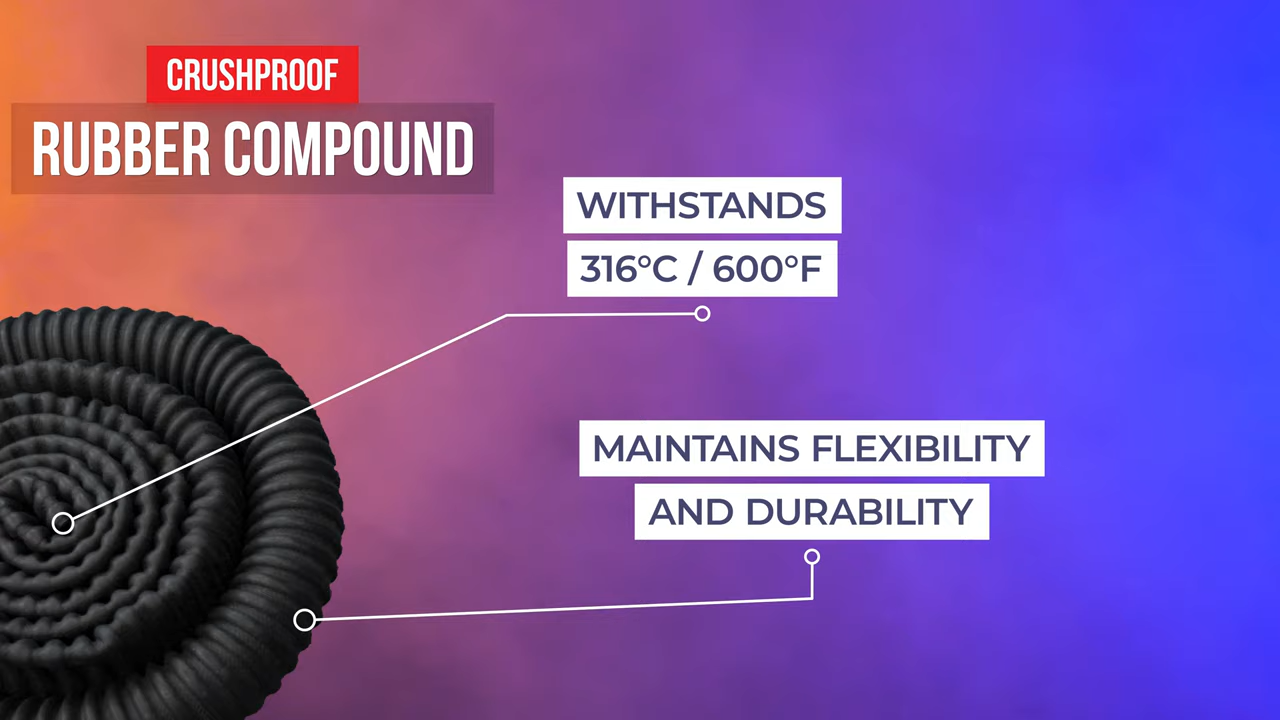 CRUSHPROOF
RUBBER COMPOUND
WITHSTANDS
316°C / 600°F
MAINTAINS FLEXIBILITY
AND DURABILITY